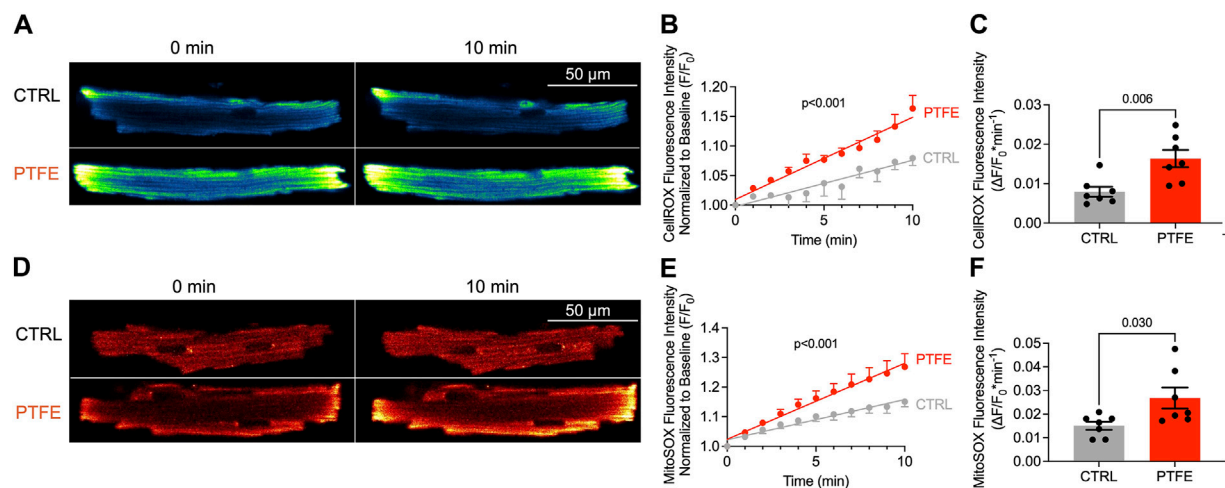 A
0 min
10 min
CTRL
50 µm
PTFE
B
CellROX Fluorescence Intensity
Normalized to Baseline (F/F0)
1.20
1.15
1.10
1.05
1.00
p<0.001
PTFE
CTRL
0
5
10
Time (min)
C
CellROX Fluorescence Intensity
(ΔF/F0*min-1)
0.03
0.02
0.01
0.00
0.006
CTRL
PTFE
D
0 min
10 min
CTRL
50 µm
PTFE
E
MitoSOX Fluorescence Intensity
Normalized to Baseline (F/F0)
1.4
1.3
1.2
1.1
1.0
p<0.001
PTFE
CTRL
0
5
10
Time (min)
F
MitoSOX Fluorescence Intensity
(ΔF/F0*min-1)
0.05
0.04
0.03
0.02
0.01
0.00
0.030
CTRL
PTFE